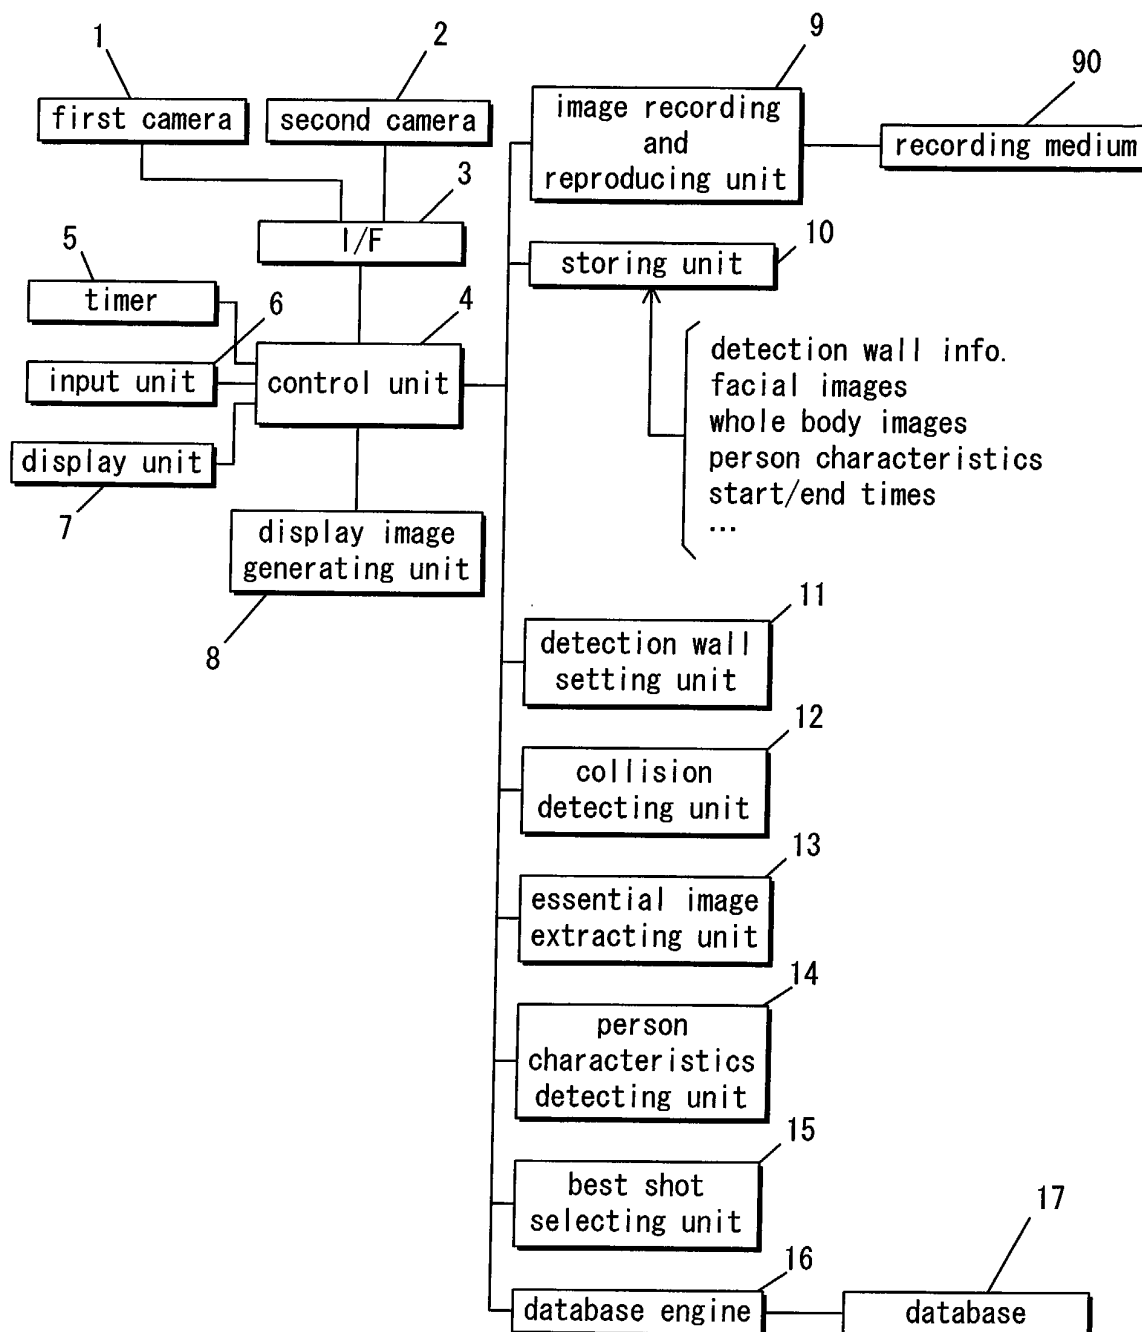 1
2
9
90
first camera
second camera
image recording
and
reproducing unit
recording medium
3
I/F
5
10
storing unit
timer
6
4
input unit
control unit
detection wall info.
facial images
whole body images
person characteristics
start/end times
...
display unit
7
display image
generating unit
8
11
detection wall
setting unit
12
collision
detecting unit
13
essential image
extracting unit
14
person
characteristics
detecting unit
15
best shot
selecting unit
16
17
database engine
database